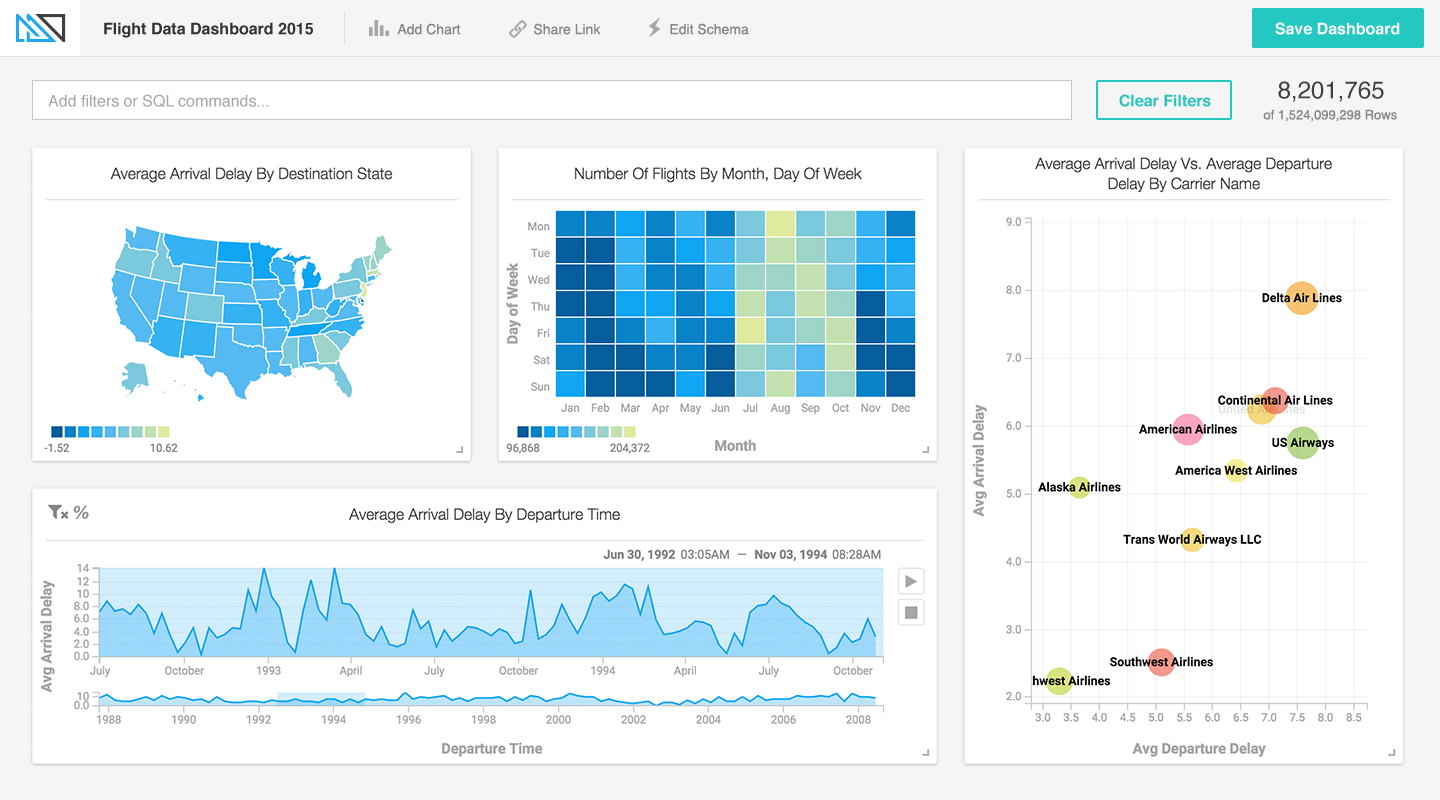 Flight Data Dashboard 2015
Add Chart
Share Link
Edit Schema
Save Dashboard
Add filters or SQL commands...
Clear Filters
8,201,765
of 1,524,099,298 Rows
Average Arrival Delay By Destination State
-1.52 10.62
Number Of Flights By Month, Day Of Week
Day of Week
Mon
Tue
Wed
Thu
Fri
Sat
Sun
Jan Feb Mar Apr May Jun Jul Aug Sep Oct Nov Dec
96,868 204,372
Month
Average Arrival Delay Vs. Average Departure
Delay By Carrier Name
Avg Arrival Delay
9.0
8.0
7.0
6.0
5.0
4.0
3.0
2.0
Delta Air Lines
Continental Air Lines
United Air Lines
American Airlines
US Airways
America West Airlines
Alaska Airlines
Trans World Airways LLC
Southwest Airlines
hwest Airlines
3.0 3.5 4.0 4.5 5.0 5.5 6.0 6.5 7.0 7.5 8.0 8.5
Avg Departure Delay
%
Average Arrival Delay By Departure Time
Jun 30, 1992 03:05AM — Nov 03, 1994 08:28AM
Avg Arrival Delay
14
12
10
8.0
6.0
4.0
2.0
0.0
July October 1993 April July October 1994 April July October
10
0.0
1988 1990 1992 1994 1996 1998 2000 2002 2004 2006 2008
Departure Time